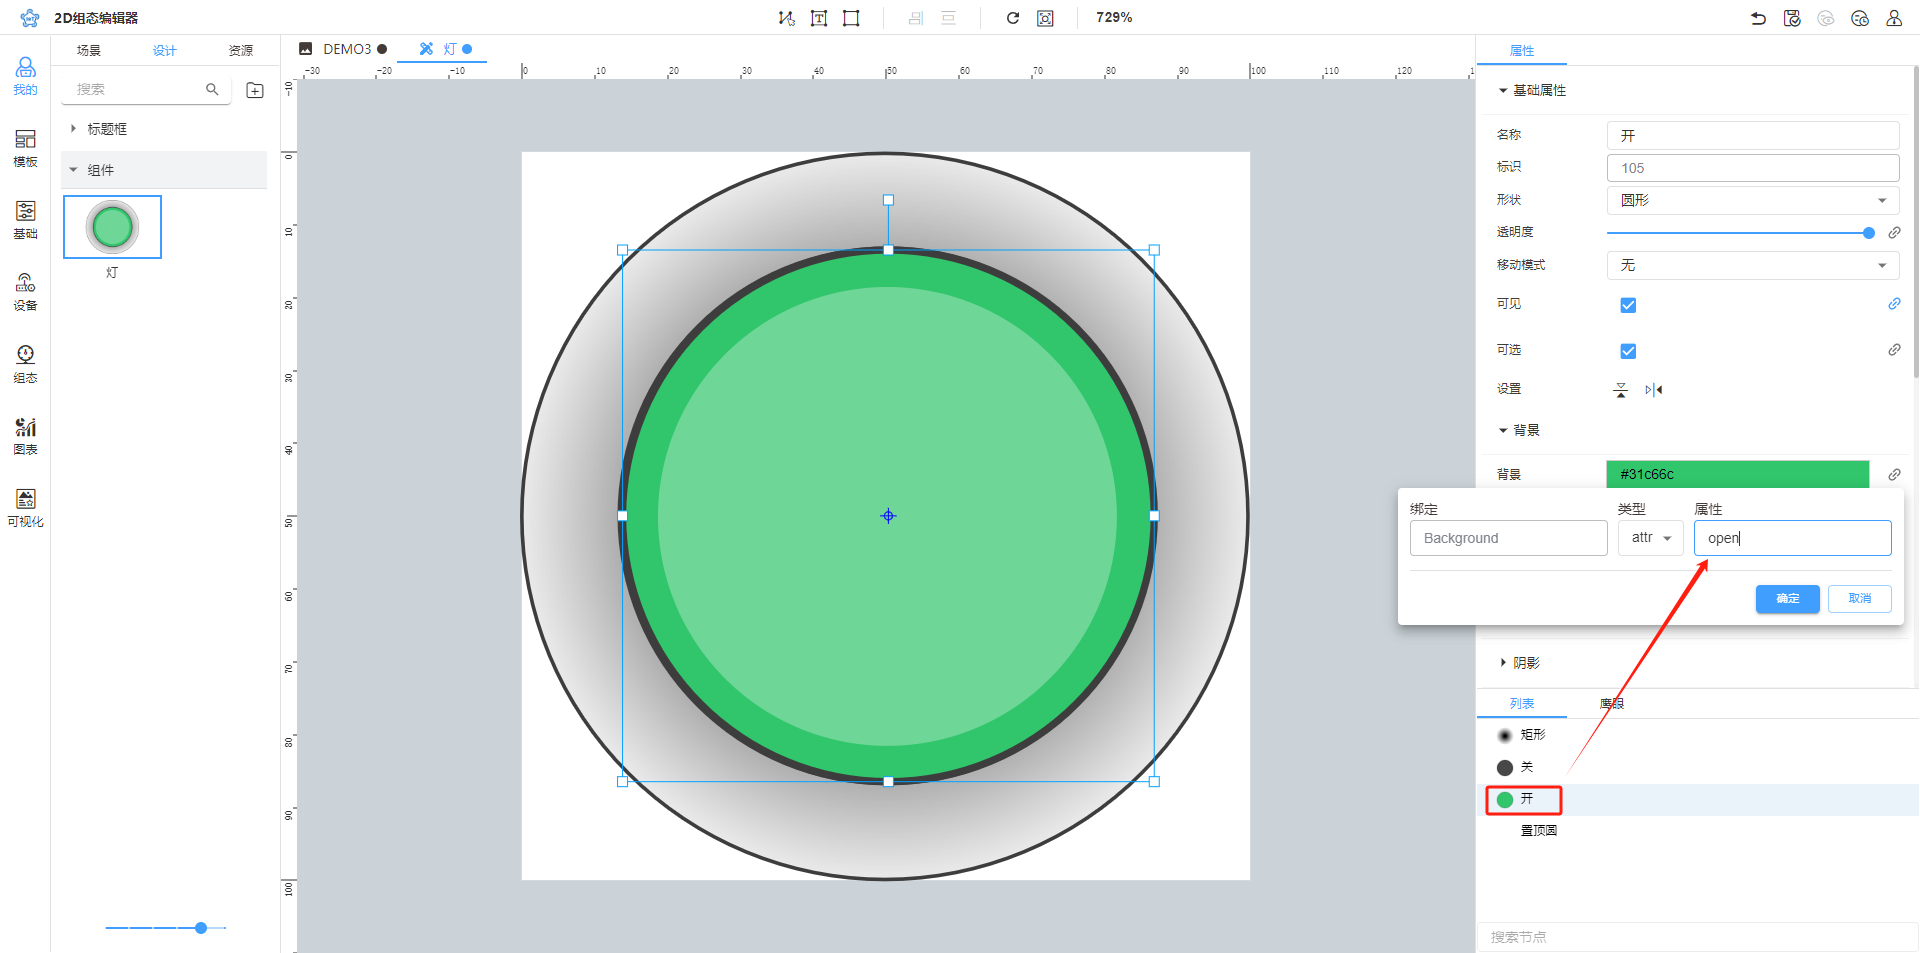 2D组态编辑器
729%
场景
设计
资源
DEMO3
灯
属性
-30
-20
-10
0
10
20
30
40
50
60
70
80
90
100
110
120
-10
0
10
20
30
40
50
60
70
80
90
100
我的
模板
基础
设备
组态
图表
可视化
搜索
标题框
组件
灯
基础属性
名称
开
标识
105
形状
圆形
透明度
移动模式
无
可见
可选
设置
背景
背景
#31c66c
绑定
类型
属性
Background
attr
open
确定
取消
阴影
列表
鹰眼
矩形
关
开
置顶圆
搜索节点